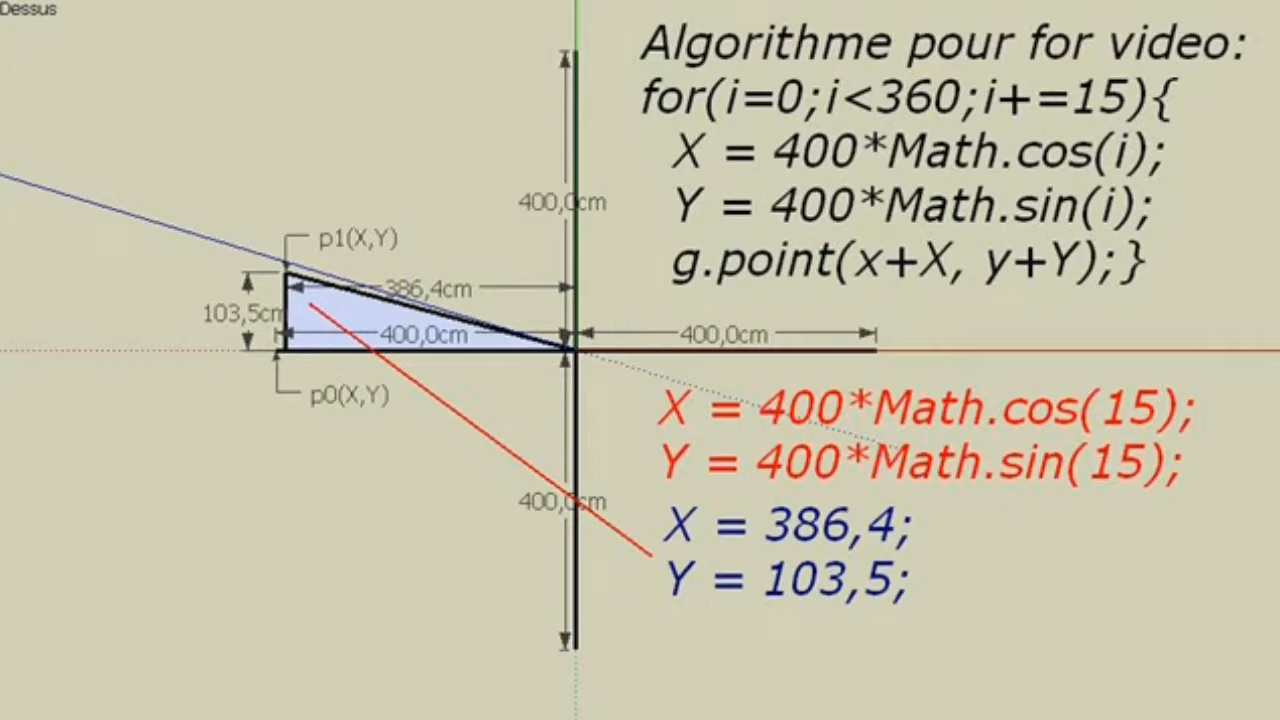 Dessus
Algorithme pour for video:
for(i=0;i<360;i+=15){
X = 400*Math.cos(i);
Y = 400*Math.sin(i);
g.point(x+X, y+Y);}
400,0cm
p1(X,Y)
386,4cm
103,5cm
400,0cm
400,0cm
p0(X,Y)
X = 400*Math.cos(15);
Y = 400*Math.sin(15);
400,0cm
X = 386,4;
Y = 103,5;